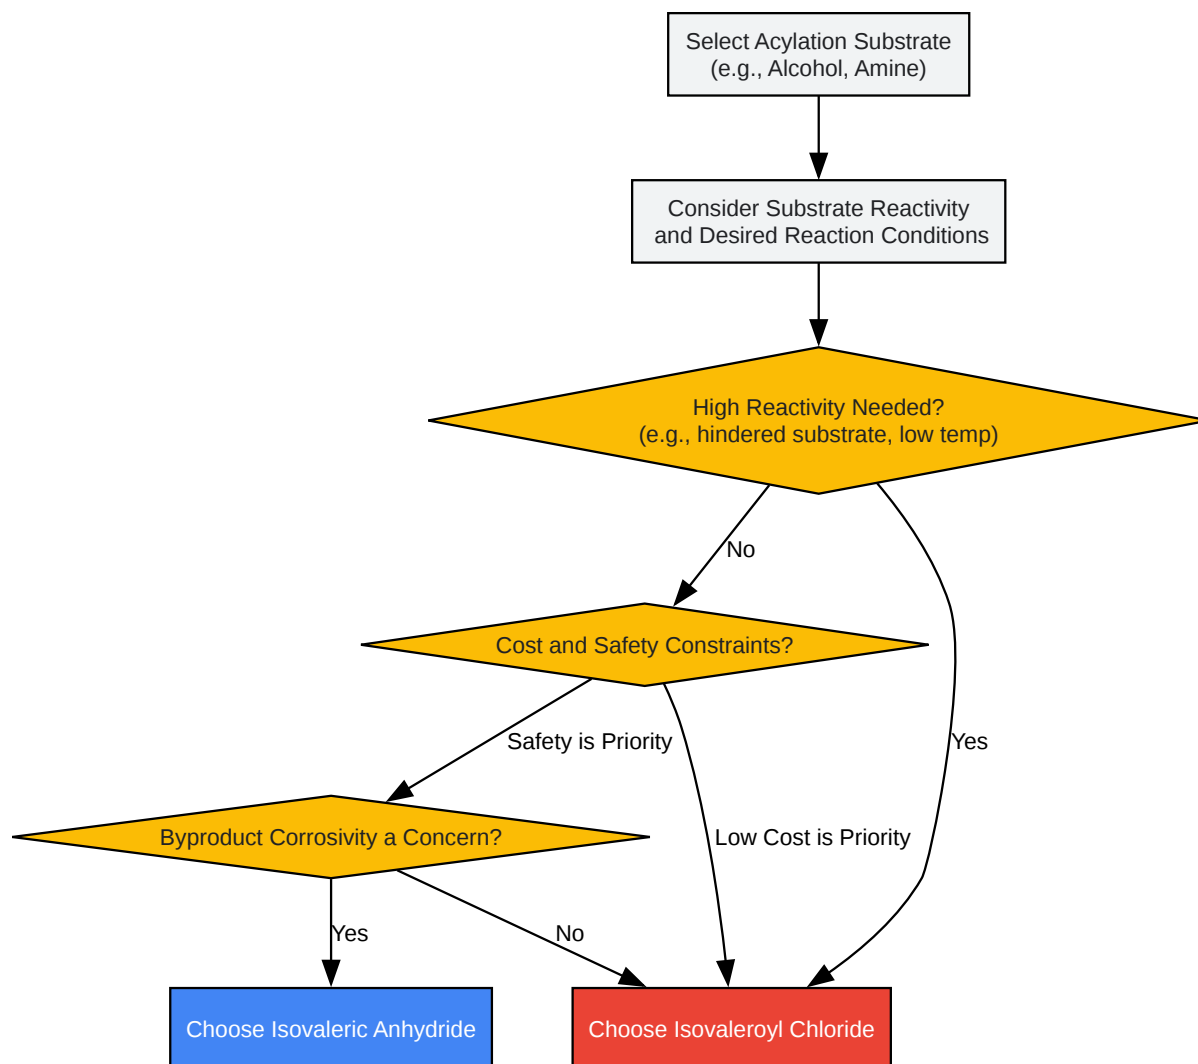 Select Acylation Substrate
(e.g., Alcohol, Amine)
Consider Substrate Reactivity
and Desired Reaction Conditions
High Reactivity Needed?
(e.g., hindered substrate, low temp)
No
Cost and Safety Constraints?
Safety is Priority
Yes
Byproduct Corrosivity a Concern?
Low Cost is Priority
Yes
No
Choose Isovaleric Anhydride
Choose Isovaleroyl Chloride